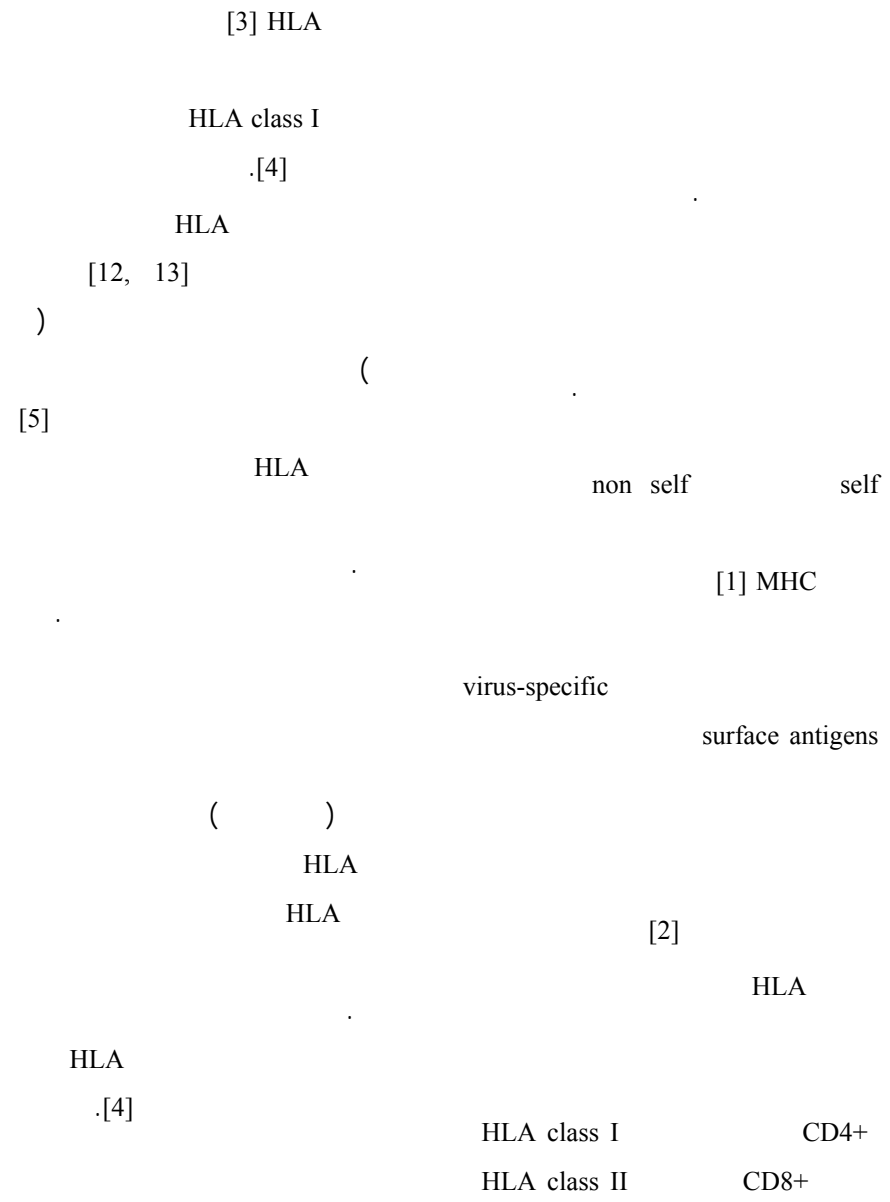 .
.
non self self
[1] MHC
virus-specific
surface antigens
[2]
HLA
HLA class I CD4+
HLA class II CD8+
[3] HLA
HLA class I
.[4]
HLA
[12, 13]
)
(
[5]
HLA
.
.
( )
HLA
HLA
.
HLA
.[4]